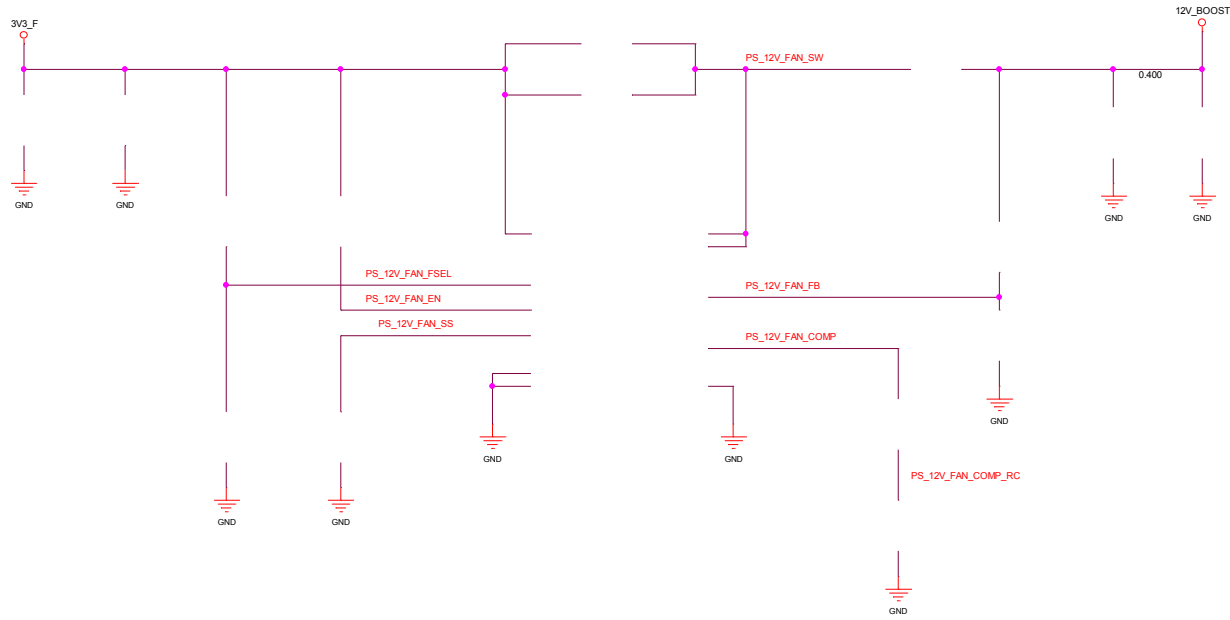 3V3_F
12V_BOOST
PS_12V_FAN_SW
0.400
GND
GND
GND
GND
PS_12V_FAN_FSEL
PS_12V_FAN_FB
PS_12V_FAN_EN
PS_12V_FAN_SS
PS_12V_FAN_COMP
GND
GND
GND
PS_12V_FAN_COMP_RC
GND
GND
GND